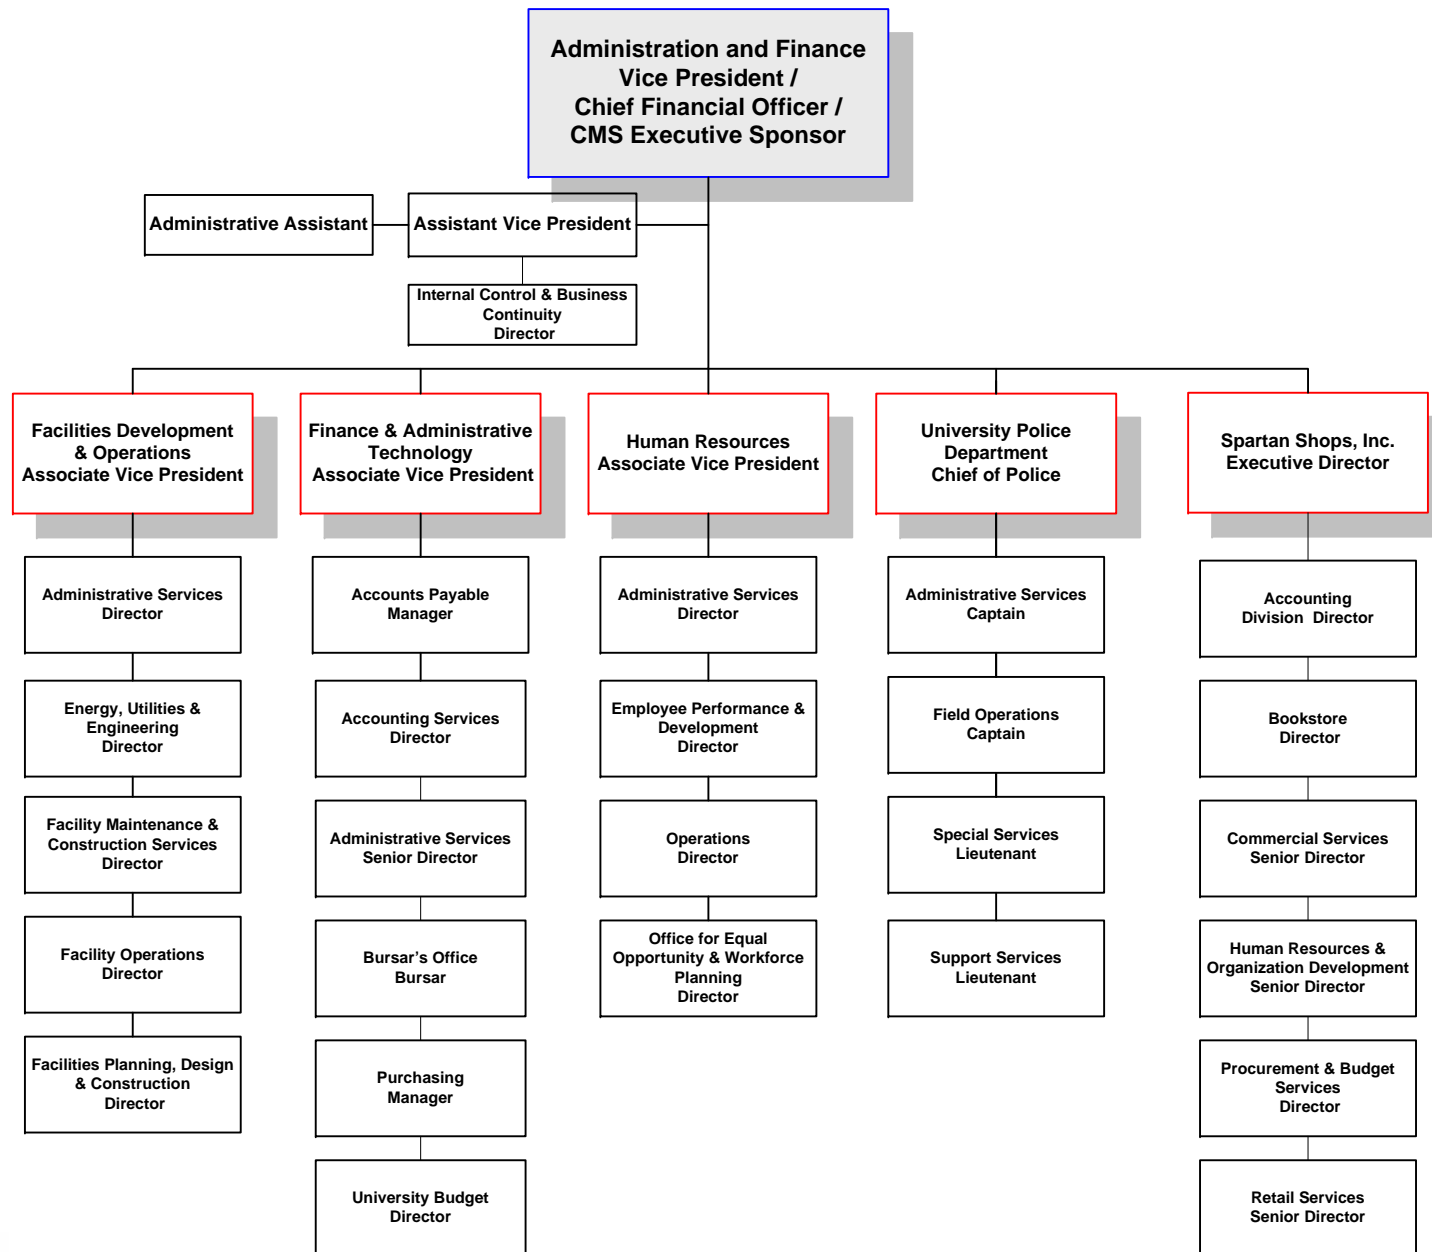 Administration and Finance
Vice President /
Chief Financial Officer /
CMS Executive Sponsor
Administrative Assistant
Assistant Vice President
Internal Control & Business
Continuity
Director
Facilities Development
& Operations
Associate Vice President
Finance & Administrative
Technology
Associate Vice President
Human Resources
Associate Vice President
University Police
Department
Chief of Police
Spartan Shops, Inc.
Executive Director
Administrative Services
Director
Energy, Utilities &
Engineering
Director
Facility Maintenance &
Construction Services
Director
Facility Operations
Director
Facilities Planning, Design
& Construction
Director
Accounts Payable
Manager
Accounting Services
Director
Administrative Services
Senior Director
Bursar's Office
Bursar
Purchasing
Manager
University Budget
Director
Administrative Services
Director
Employee Performance &
Development
Director
Operations
Director
Office for Equal
Opportunity & Workforce
Planning
Director
Administrative Services
Captain
Field Operations
Captain
Special Services
Lieutenant
Support Services
Lieutenant
Accounting
Division  Director
Bookstore
Director
Commercial Services
Senior Director
Human Resources &
Organization Development
Senior Director
Procurement & Budget
Services
Director
Retail Services
Senior Director